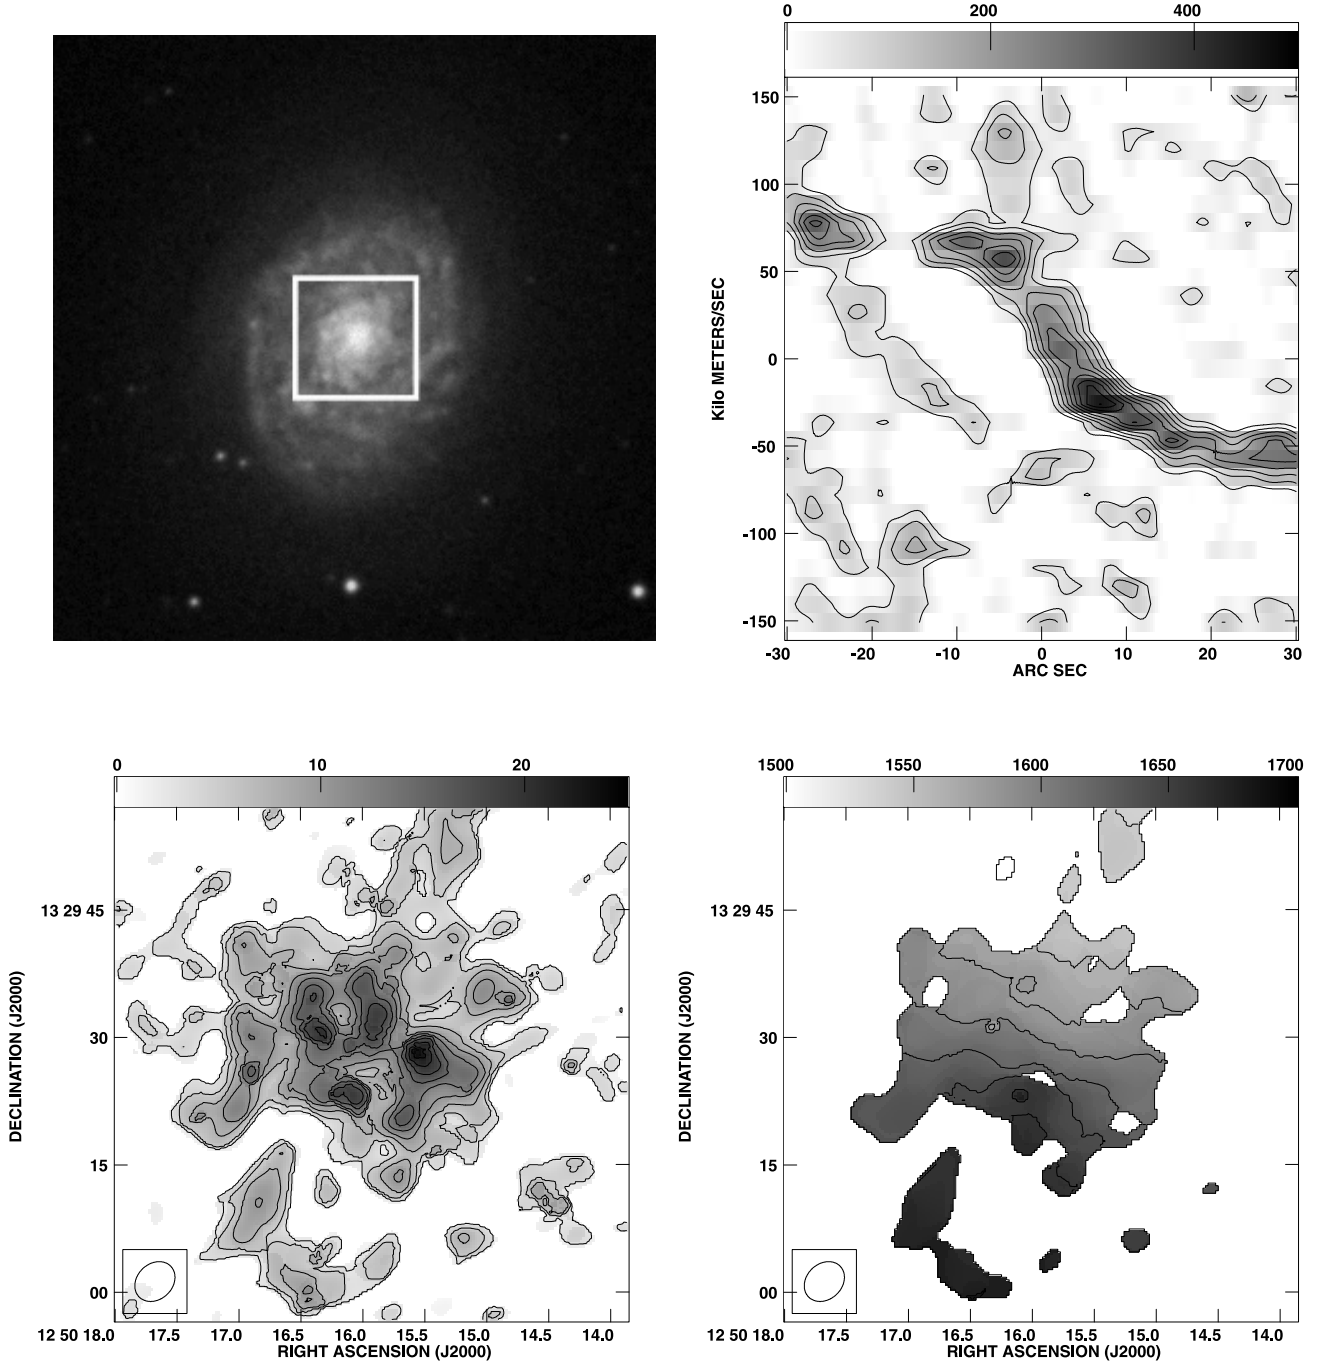 0 200 400
150
100
50
0
-50
-100
-150
Kilo METERS/SEC
-30 -20 -10 0 10 20 30
ARC SEC
0 10 20
13 29 45
30
15
00
DECLINATION (J2000)
12 50 18.0 17.5 17.0 16.5 16.0 15.5 15.0 14.5 14.0
RIGHT ASCENSION (J2000)
1500 1550 1600 1650 1700
13 29 45
30
15
00
DECLINATION (J2000)
12 50 18.0 17.5 17.0 16.5 16.0 15.5 15.0 14.5 14.0
RIGHT ASCENSION (J2000)